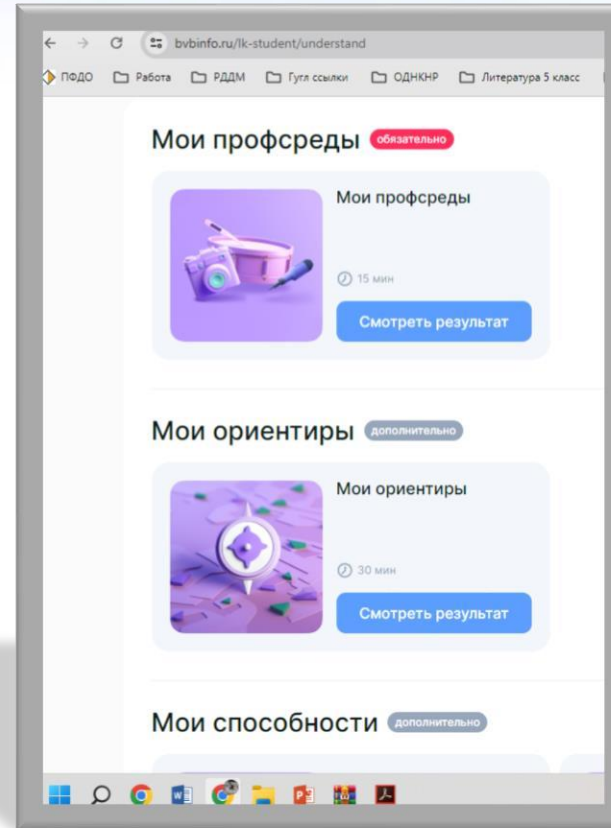 bvbinfo.ru/lk-student/understand
ПФДО Работа РДДМ Гугл ссылки ОДНКНР Литература 5 класс
Мои профсреды обязательно
Мои профсреды
15 мин
Смотреть результат
Мои ориентиры дополнительно
Мои ориентиры
30 мин
Смотреть результат
Мои способности дополнительно